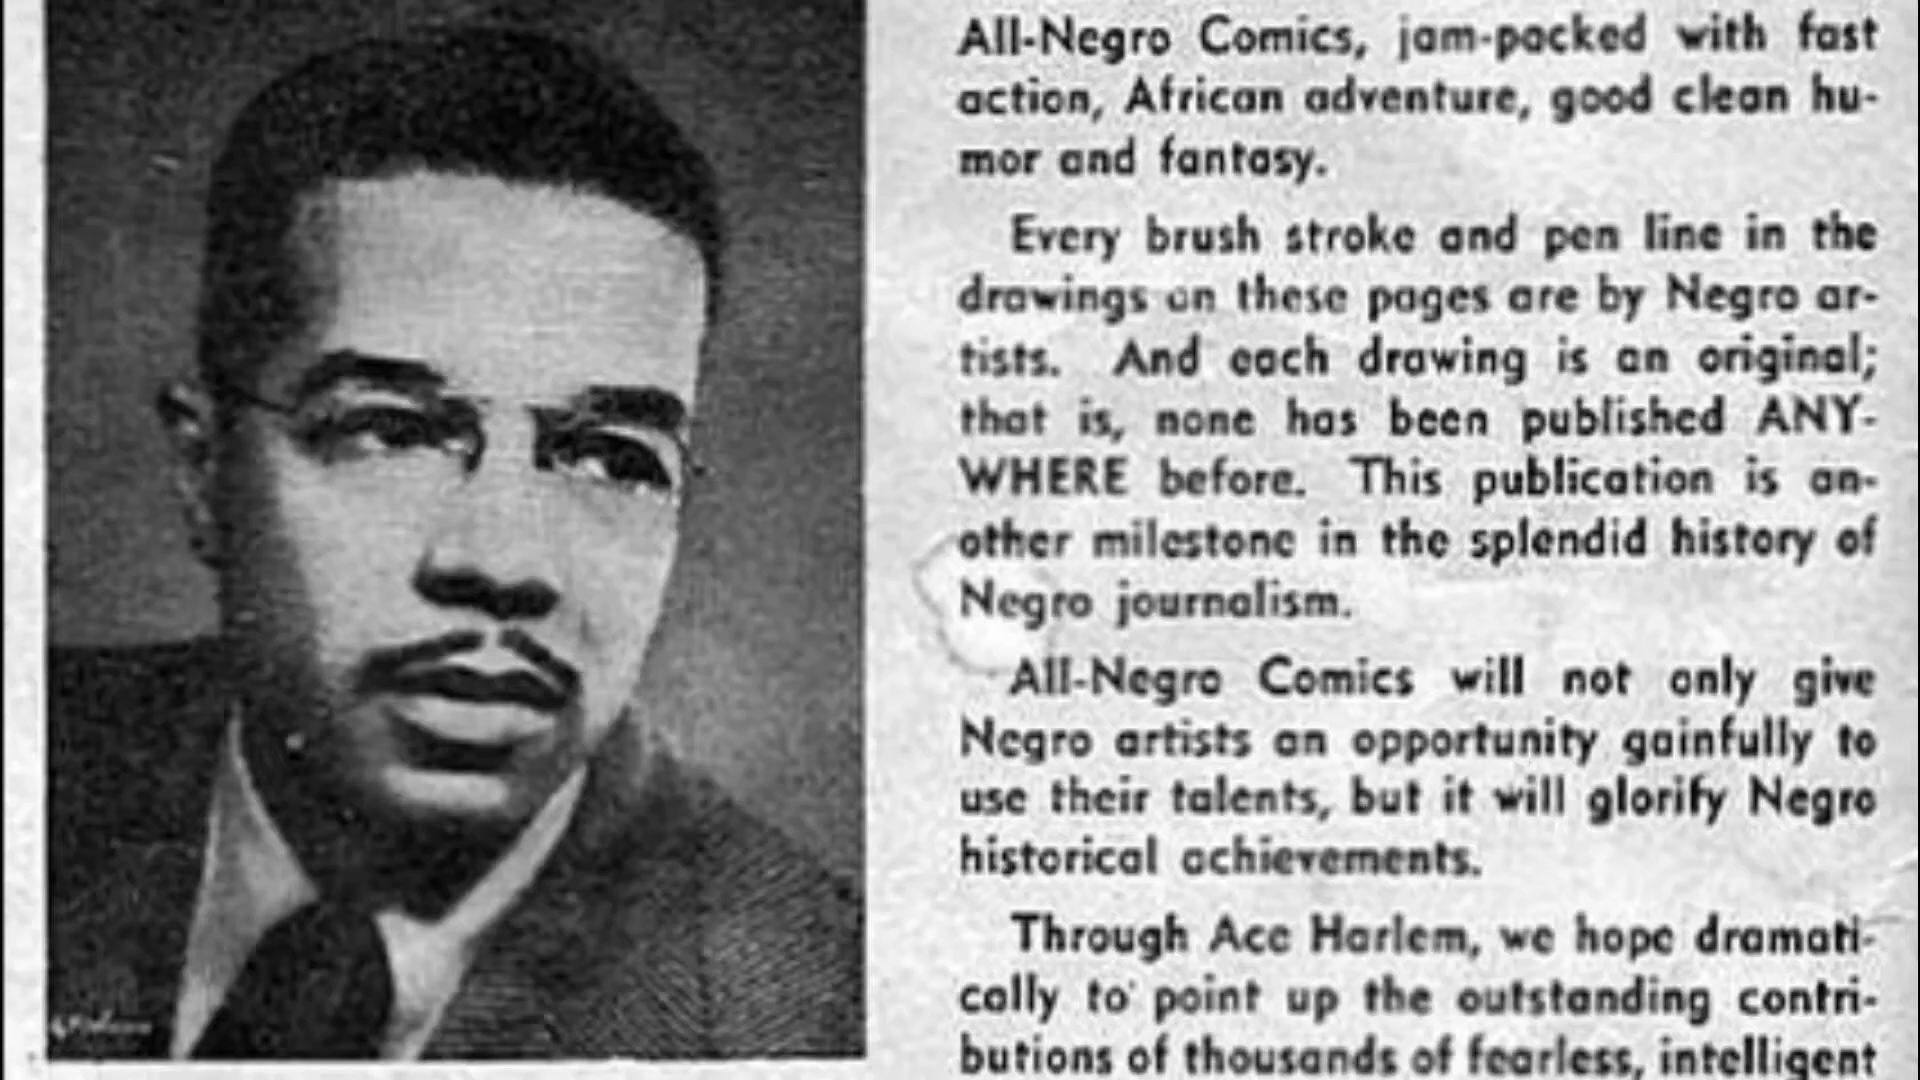 All-Negro Comics, jam-packed with fast
action, African adventure, good clean hu-
mor and fantasy.
Every brush stroke and pen line in the
drawings on these pages are by Negro ar-
tists. And each drawing is an original;
that is, none has been published ANY-
WHERE before. This publication is an-
other milestone in the splendid history of
Negro journalism.
All-Negro Comics will not only give
Negro artists an opportunity gainfully to
use their talents, but it will glorify Negro
historical achievements.
Through Ace Harlem, we hope dramati-
cally to point up the outstanding contri-
butions of thousands of fearless, intelligent